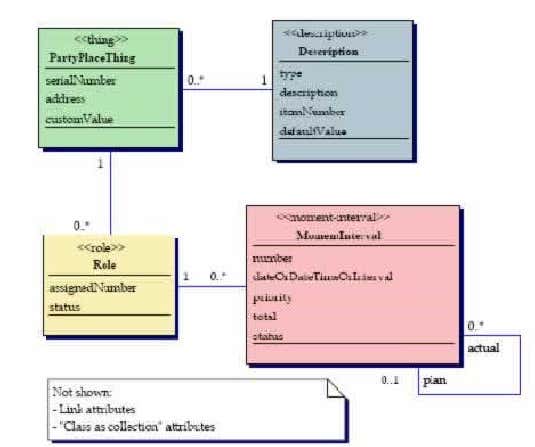 <<thing>>
PartyPlaceThing
serialNumber
address
customValue
0..*
1
<<description>>
Description
type
description
itemNumber
defaultValue
1
0..*
<<role>>
Role
assignedNumber
status
1
0..*
<<moment-interval>>
MomentInterval
number
dateOrDateTimeOrInterval
priority
total
status
0..*
actual
0..1
plan
Not shown:
- Link attributes
- "Class as collection" attributes